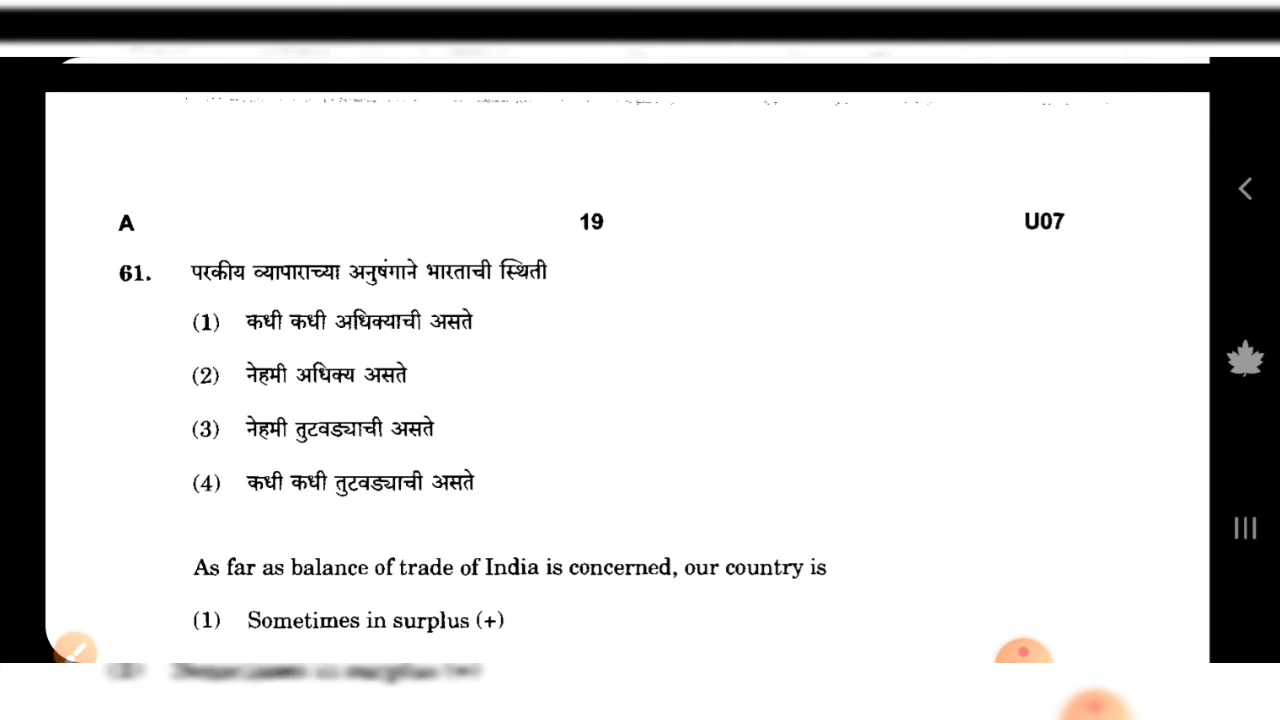 A 19 U07
61. परकीय व्यापाराच्या अनुषंगाने भारताची स्थिती
(1) कधी कधी अधिक्याची असते
(2) नेहमी अधिक्य असते
(3) नेहमी तुटवड्याची असते
(4) कधी कधी तुटवड्याची असते
As far as balance of trade of India is concerned, our country is
(1) Sometimes in surplus (+)